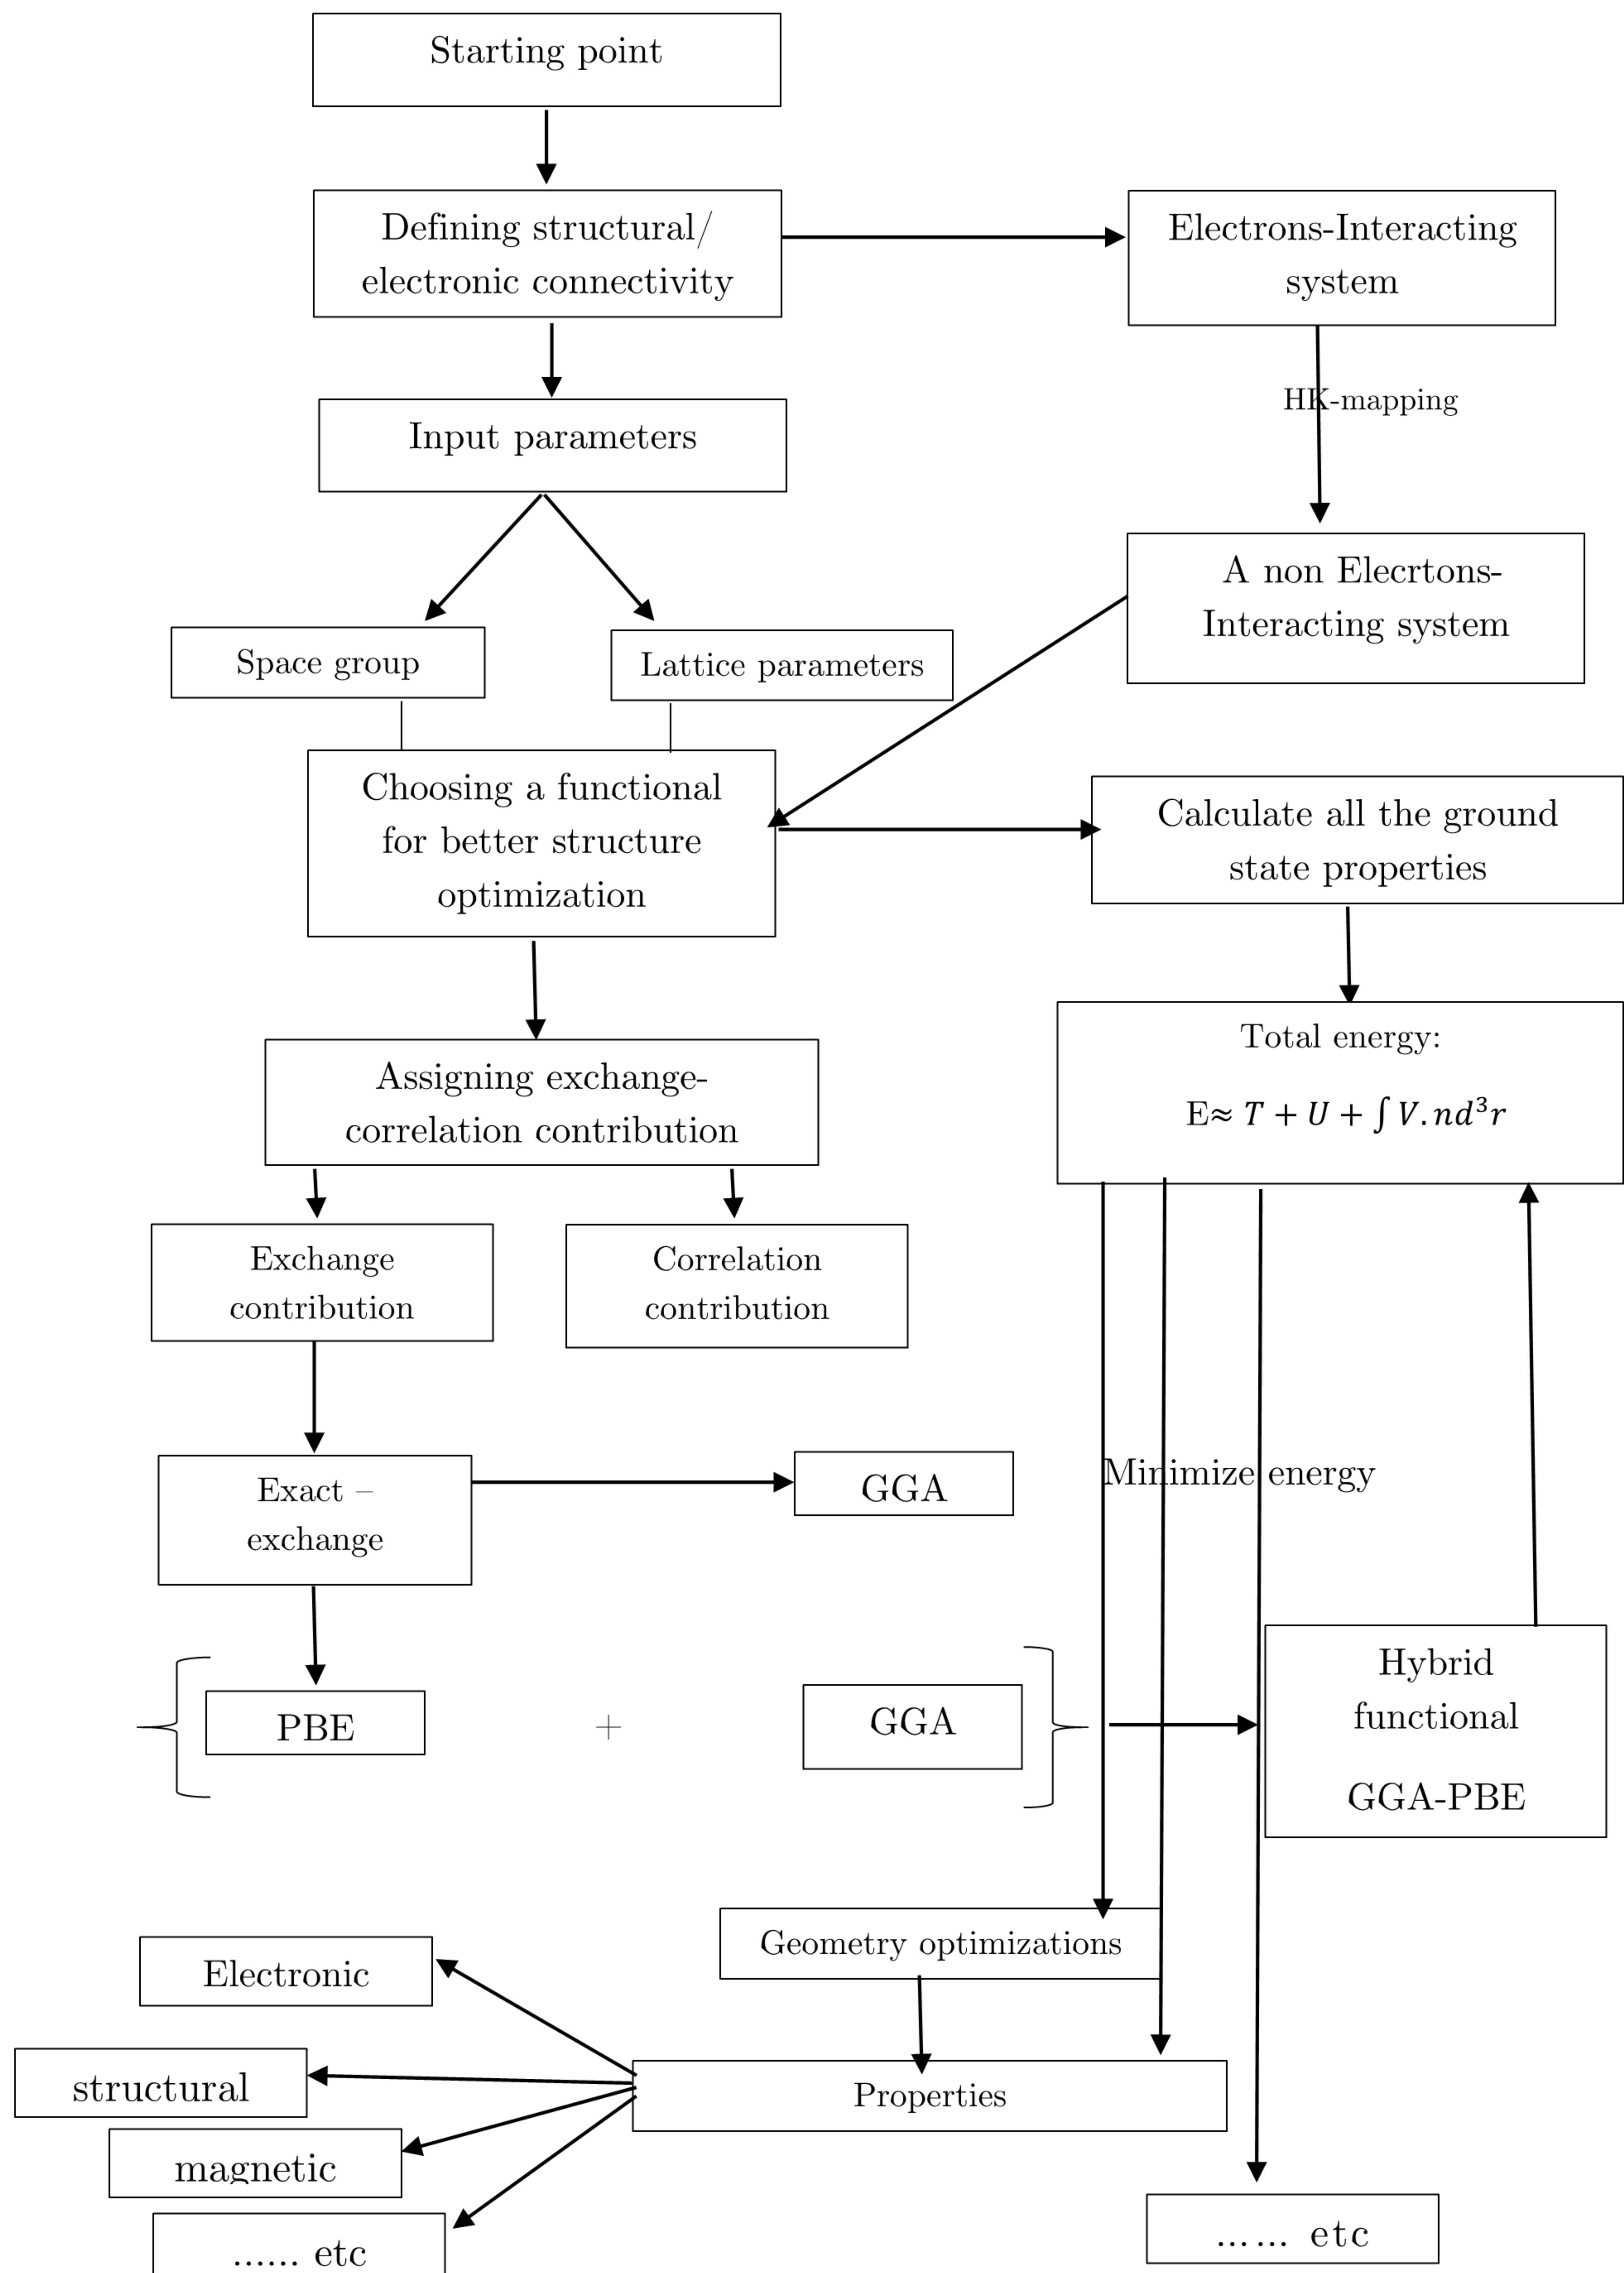 Starting point
Defining structural/
electronic connectivity
Electrons-Interacting
system
HK-mapping
Input parameters
A non Elecrtons-
Interacting system
Space group
Lattice parameters
Choosing a functional
for better structure
optimization
Calculate all the ground
state properties
Total energy:
E≈ T + U + ∫ V. nd³r
Assigning exchange-
correlation contribution
Exchange
contribution
Correlation
contribution
Exact –
exchange
GGA
Minimize energy
PBE
+
GGA
Hybrid
functional
GGA-PBE
Geometry optimizations
Electronic
structural
Properties
magnetic
...... etc
...... etc